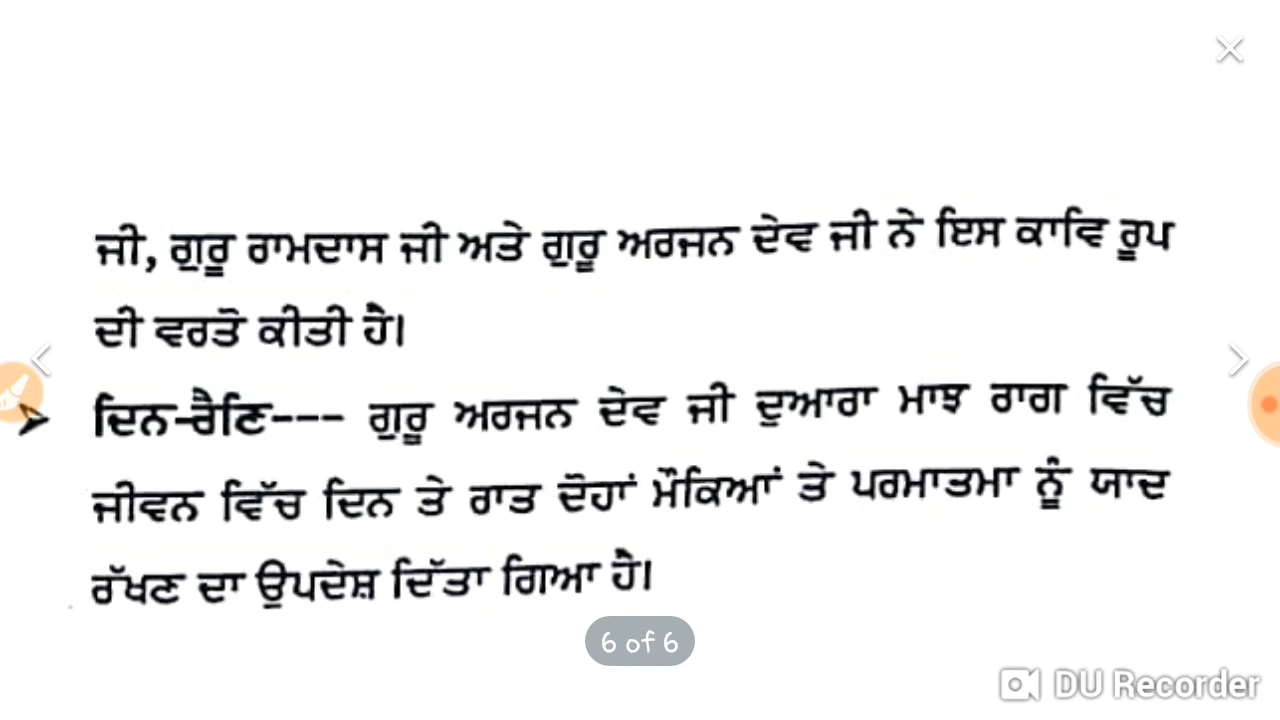 ਜੀ, ਗੁਰੂ ਰਾਮਦਾਸ ਜੀ ਅਤੇ ਗੁਰੂ ਅਰਜਨ ਦੇਵ ਜੀ ਨੇ ਇਸ ਕਾਵਿ ਰੂਪ
ਦੀ ਵਰਤੋ ਕੀਤੀ ਹੈ।
➢ ਦਿਨ-ਰੈਣਿ--- ਗੁਰੂ ਅਰਜਨ ਦੇਵ ਜੀ ਦੁਆਰਾ ਮਾਝ ਰਾਗ ਵਿੱਚ
ਜੀਵਨ ਵਿੱਚ ਦਿਨ ਤੇ ਰਾਤ ਦੋਹਾਂ ਮੌਕਿਆਂ ਤੇ ਪਰਮਾਤਮਾ ਨੂੰ ਯਾਦ
ਰੱਖਣ ਦਾ ਉਪਦੇਸ਼ ਦਿੱਤਾ ਗਿਆ ਹੈ।
6 of 6
DU Recorder